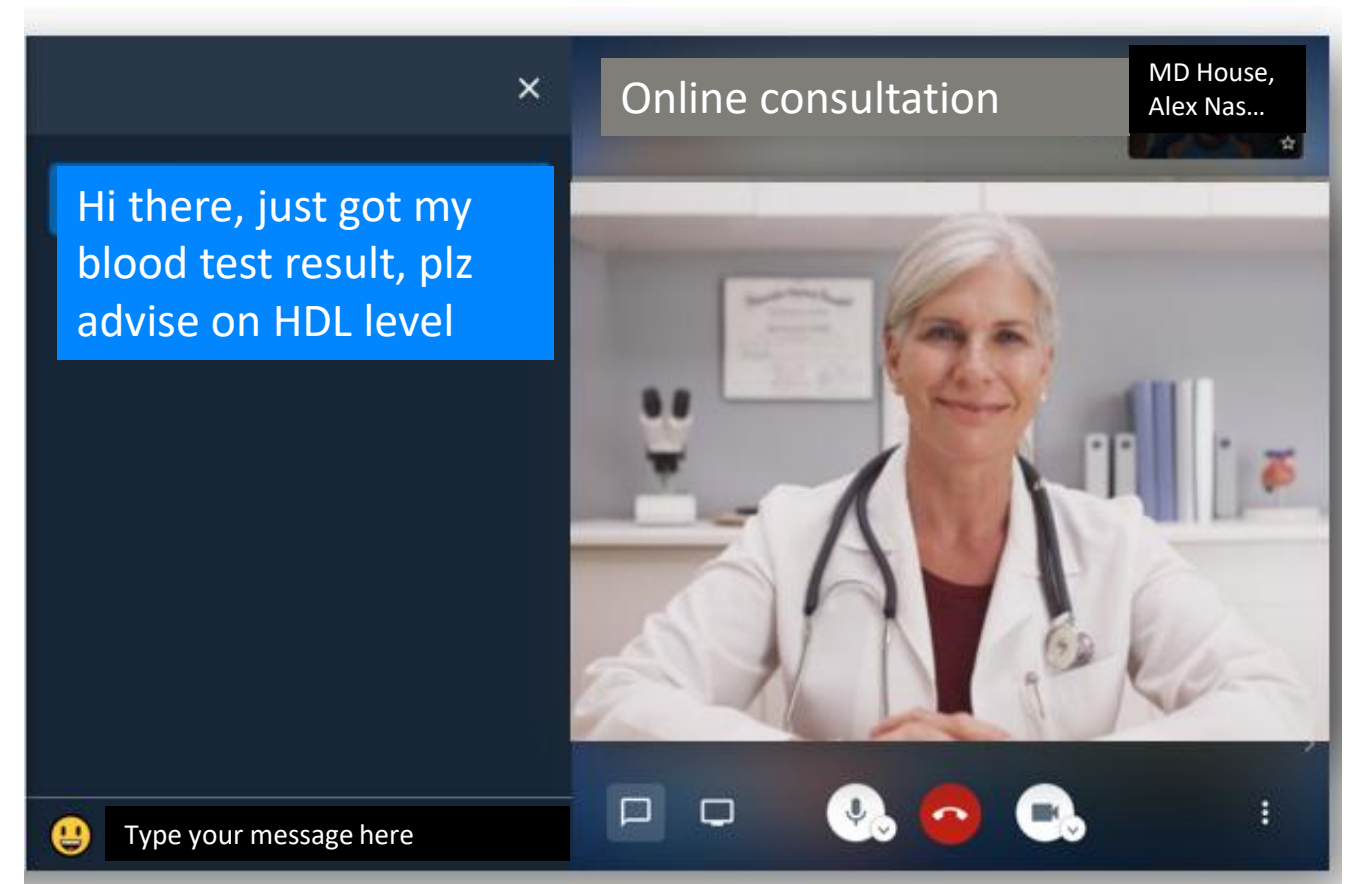 Hi there, just got my
blood test result, plz
advise on HDL level
Type your message here
Online consultation
MD House,
Alex Nas…